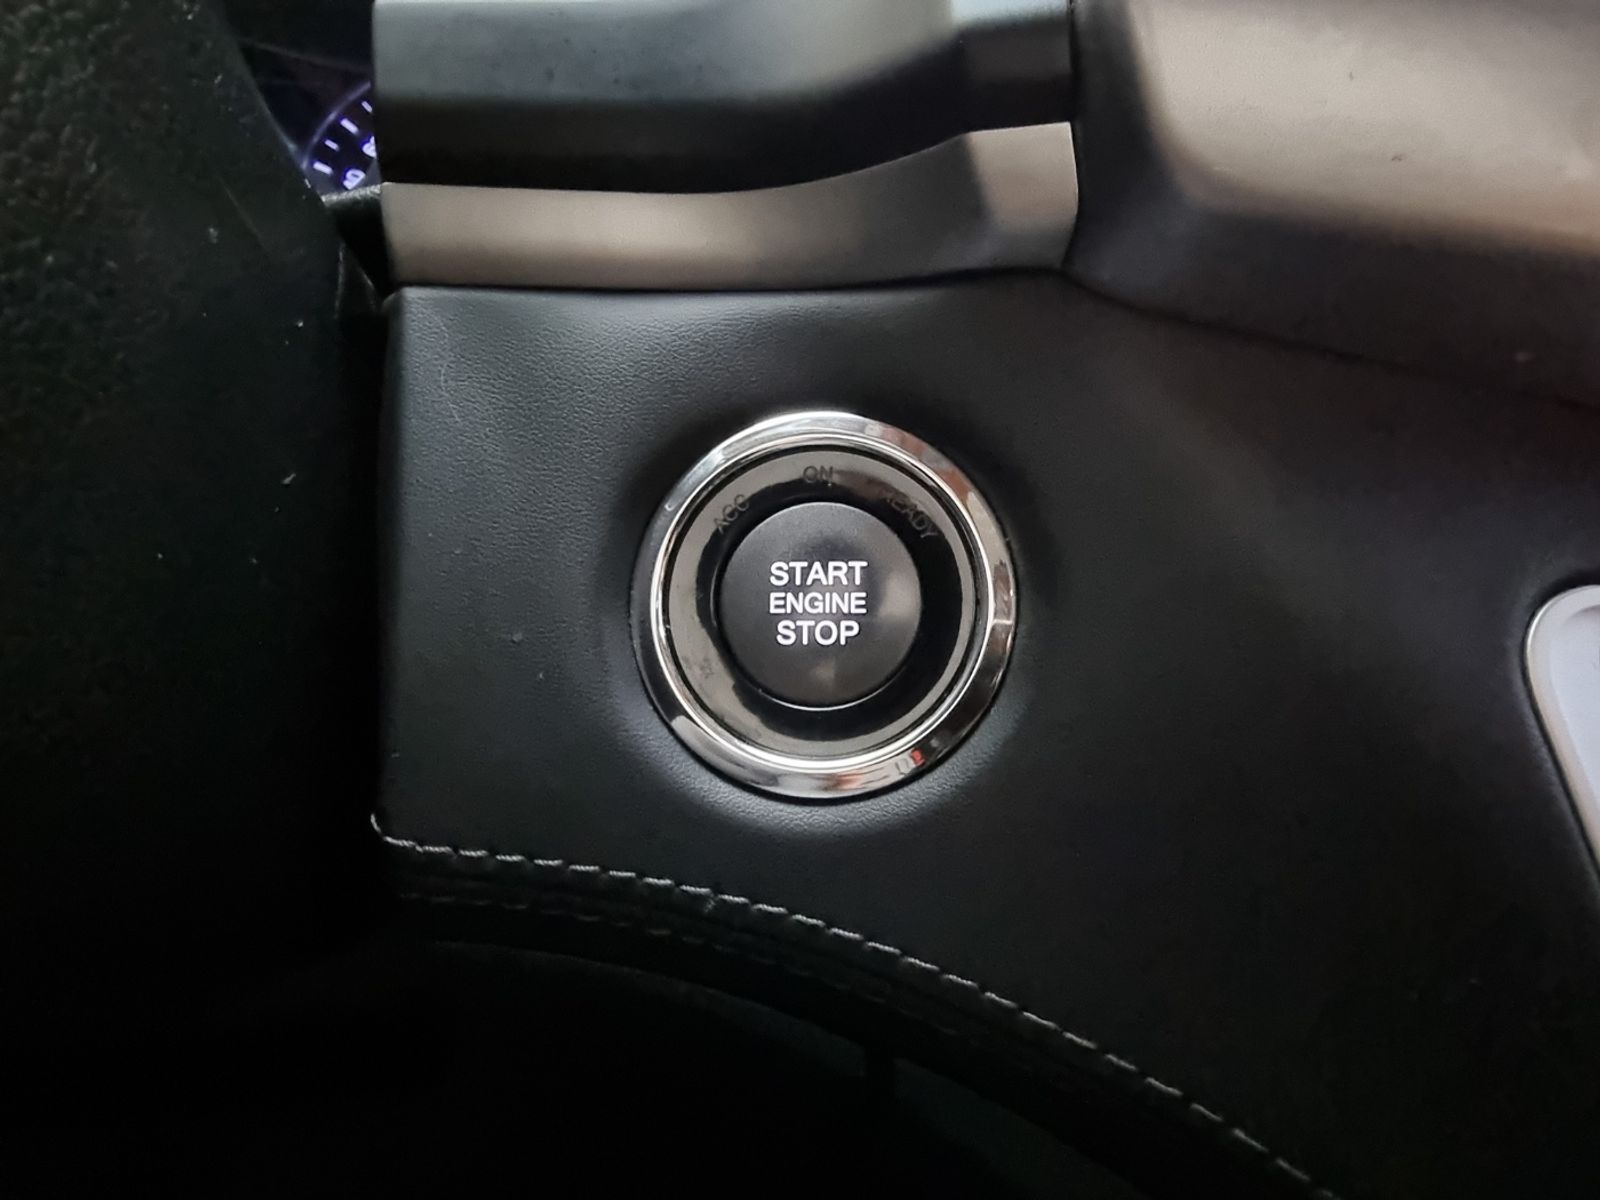 ACC
ON
READY
START
ENGINE
STOP